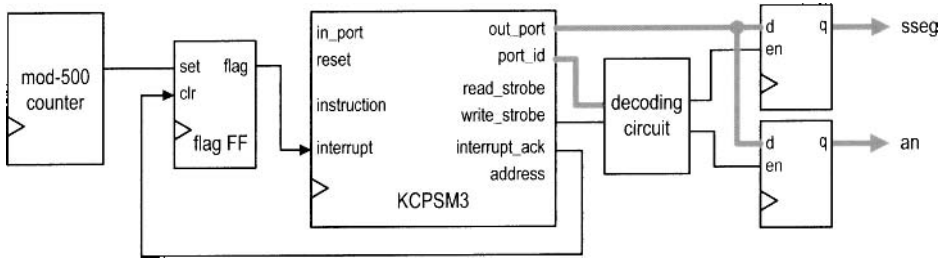 mod-500
counter
set
flag
clr
flag FF
in_port
reset
instruction
interrupt
out_port
port_id
read_strobe
write_strobe
interrupt_ack
address
KCPSM3
decoding
circuit
d
q
en
sseg
d
q
en
an